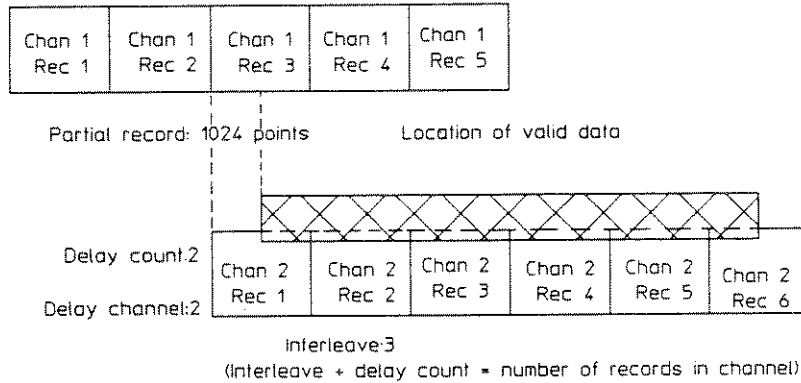 Chan 1 Chan 1 Chan 1 Chan 1 Chan 1
Rec 1 Rec 2 Rec 3 Rec 4 Rec 5
Partial record: 1024 points Location of valid data
Delay count:2
Chan 2 Chan 2 Chan 2 Chan 2 Chan 2 Chan 2
Rec 1 Rec 2 Rec 3 Rec 4 Rec 5 Rec 6
Delay channel:2
Interleave:3
(Interleave + delay count = number of records in channel)